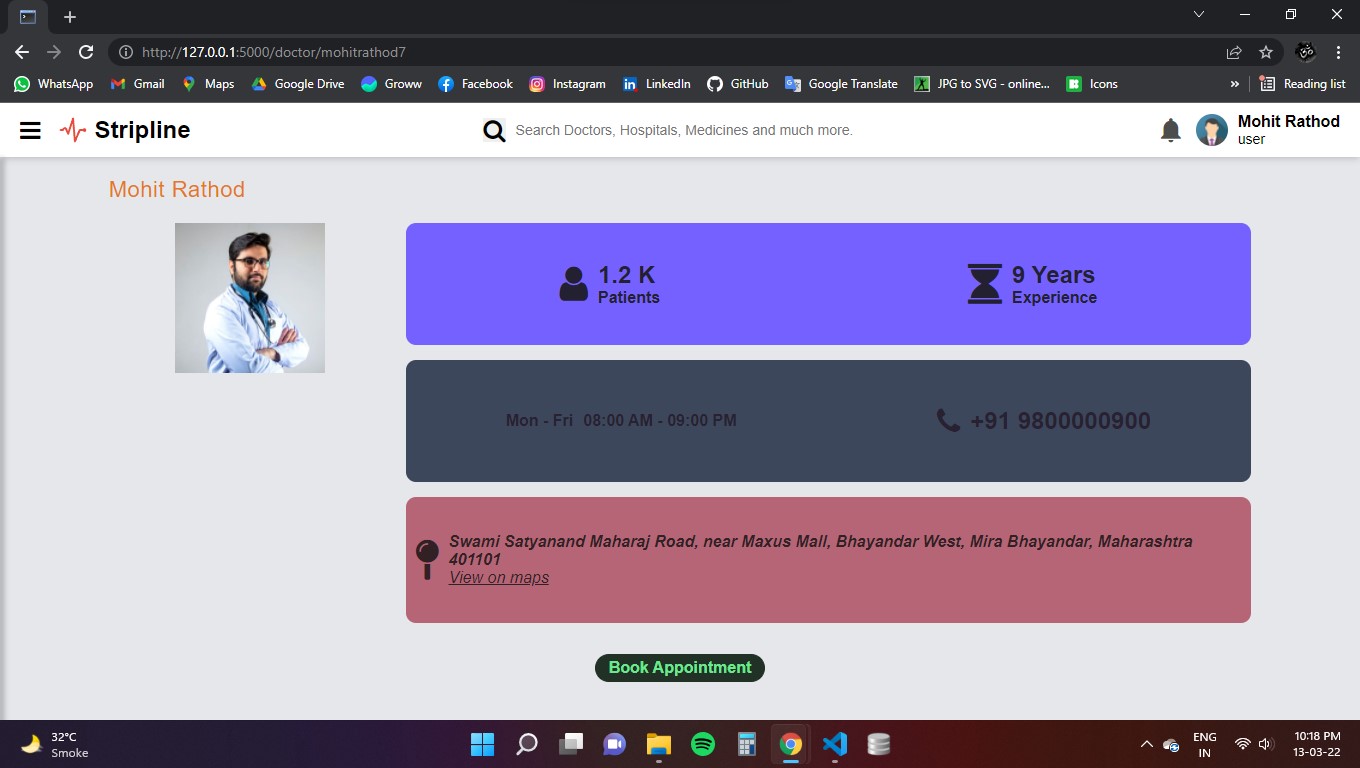 http://127.0.0.1:5000/doctor/mohitrathod7
WhatsApp Gmail Maps Google Drive Groww Facebook Instagram LinkedIn GitHub Google Translate JPG to SVG - online... Icons » Reading list
Stripline Search Doctors, Hospitals, Medicines and much more. Mohit Rathod
user
Mohit Rathod
1.2 K 9 Years
Patients Experience
Mon - Fri 08:00 AM - 09:00 PM +91 9800000900
Swami Satyanand Maharaj Road, near Maxus Mall, Bhayandar West, Mira Bhayandar, Maharashtra
401101
View on maps
Book Appointment
32°C ENG 10:18 PM
Smoke IN 13-03-22